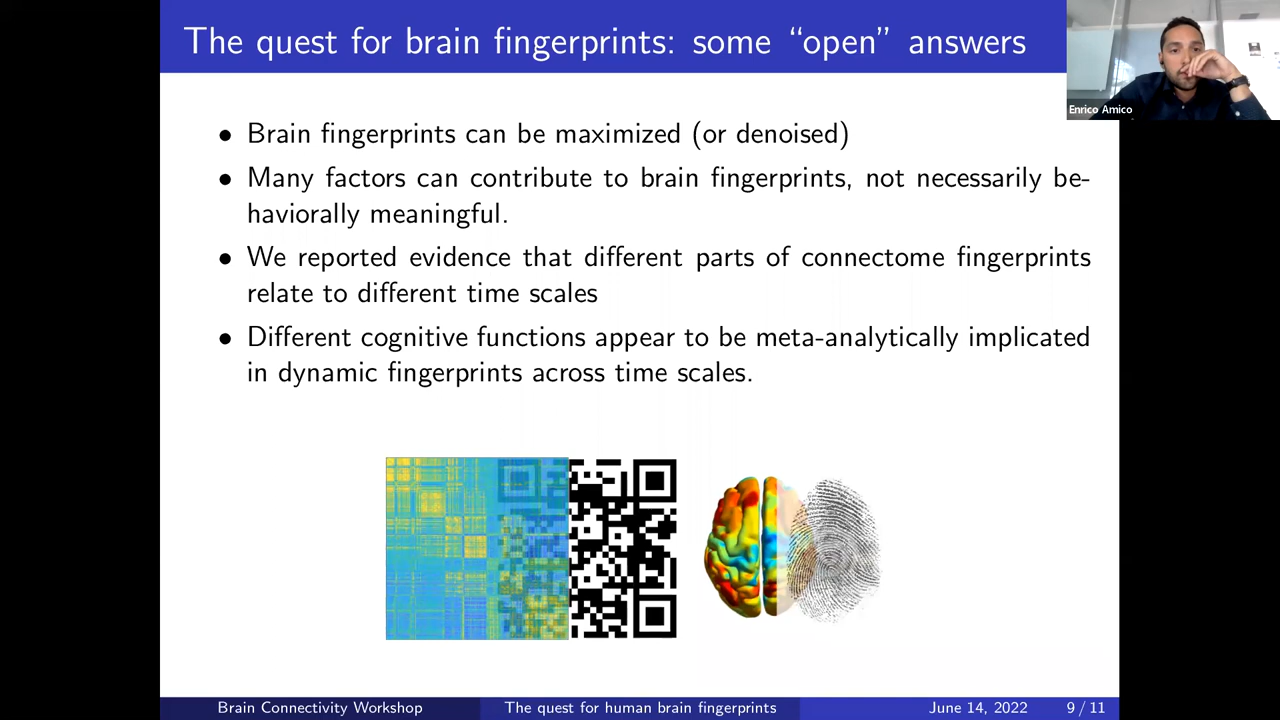 The quest for brain fingerprints: some “open” answers
Enrico Amico
• Brain fingerprints can be maximized (or denoised)
• Many factors can contribute to brain fingerprints, not necessarily be-
haviorally meaningful.
• We reported evidence that different parts of connectome fingerprints
relate to different time scales
• Different cognitive functions appear to be meta-analytically implicated
in dynamic fingerprints across time scales.
Brain Connectivity Workshop
The quest for human brain fingerprints
June 14, 2022
9 / 11